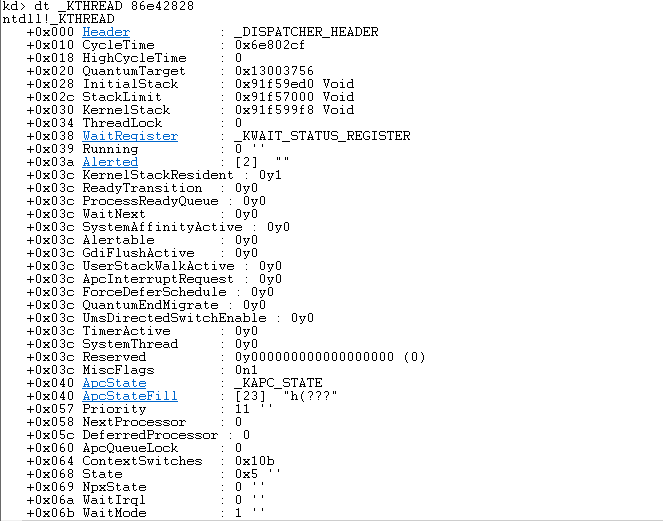 kd> dt _KTHREAD 86e42828
ntdll!_KTHREAD
+0x000 Header : _DISPATCHER_HEADER
+0x010 CycleTime : 0x6e802cf
+0x018 HighCycleTime : 0
+0x020 QuantumTarget : 0x13003756
+0x028 InitialStack : 0x91f59ed0 Void
+0x02c StackLimit : 0x91f57000 Void
+0x030 KernelStack : 0x91f599f8 Void
+0x034 ThreadLock : 0
+0x038 WaitRegister : _KWAIT_STATUS_REGISTER
+0x039 Running : 0 ''
+0x03a Alerted : [2] ""
+0x03c KernelStackResident : 0y1
+0x03c ReadyTransition : 0y0
+0x03c ProcessReadyQueue : 0y0
+0x03c WaitNext : 0y0
+0x03c SystemAffinityActive : 0y0
+0x03c Alertable : 0y0
+0x03c GdiFlushActive : 0y0
+0x03c UserStackWalkActive : 0y0
+0x03c ApcInterruptRequest : 0y0
+0x03c ForceDeferSchedule : 0y0
+0x03c QuantumEndMigrate : 0y0
+0x03c UmsDirectedSwitchEnable : 0y0
+0x03c TimerActive : 0y0
+0x03c SystemThread : 0y0
+0x03c Reserved : 0y000000000000000000 (0)
+0x03c MiscFlags : 0n1
+0x040 ApcState : _KAPC_STATE
+0x040 ApcStateFill : [23] "h(???"
+0x057 Priority : 11 ''
+0x058 NextProcessor : 0
+0x05c DeferredProcessor : 0
+0x060 ApcQueueLock : 0
+0x064 ContextSwitches : 0x10b
+0x068 State : 0x5 ''
+0x069 NpxState : 0 ''
+0x06a WaitIrql : 0 ''
+0x06b WaitMode : 1 ''